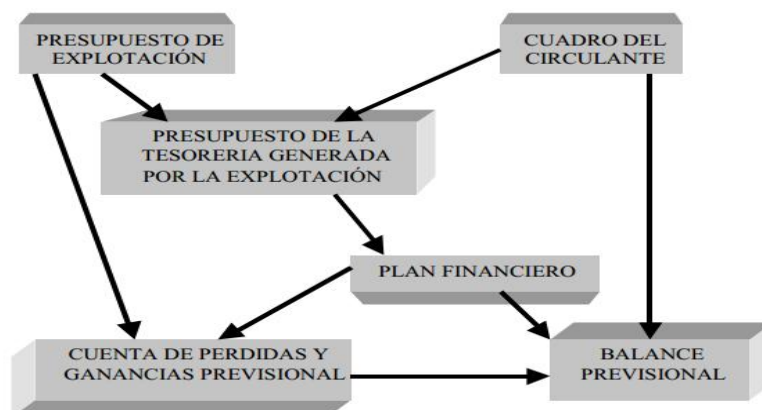 PRESUPUESTO DE
EXPLOTACIÓN
CUADRO DEL
CIRCULANTE
PRESUPUESTO DE LA
TESORERIA GENERADA
POR LA EXPLOTACIÓN
PLAN FINANCIERO
CUENTA DE PERDIDAS Y
GANANCIAS PREVISIONAL
BALANCE
PREVISIONAL